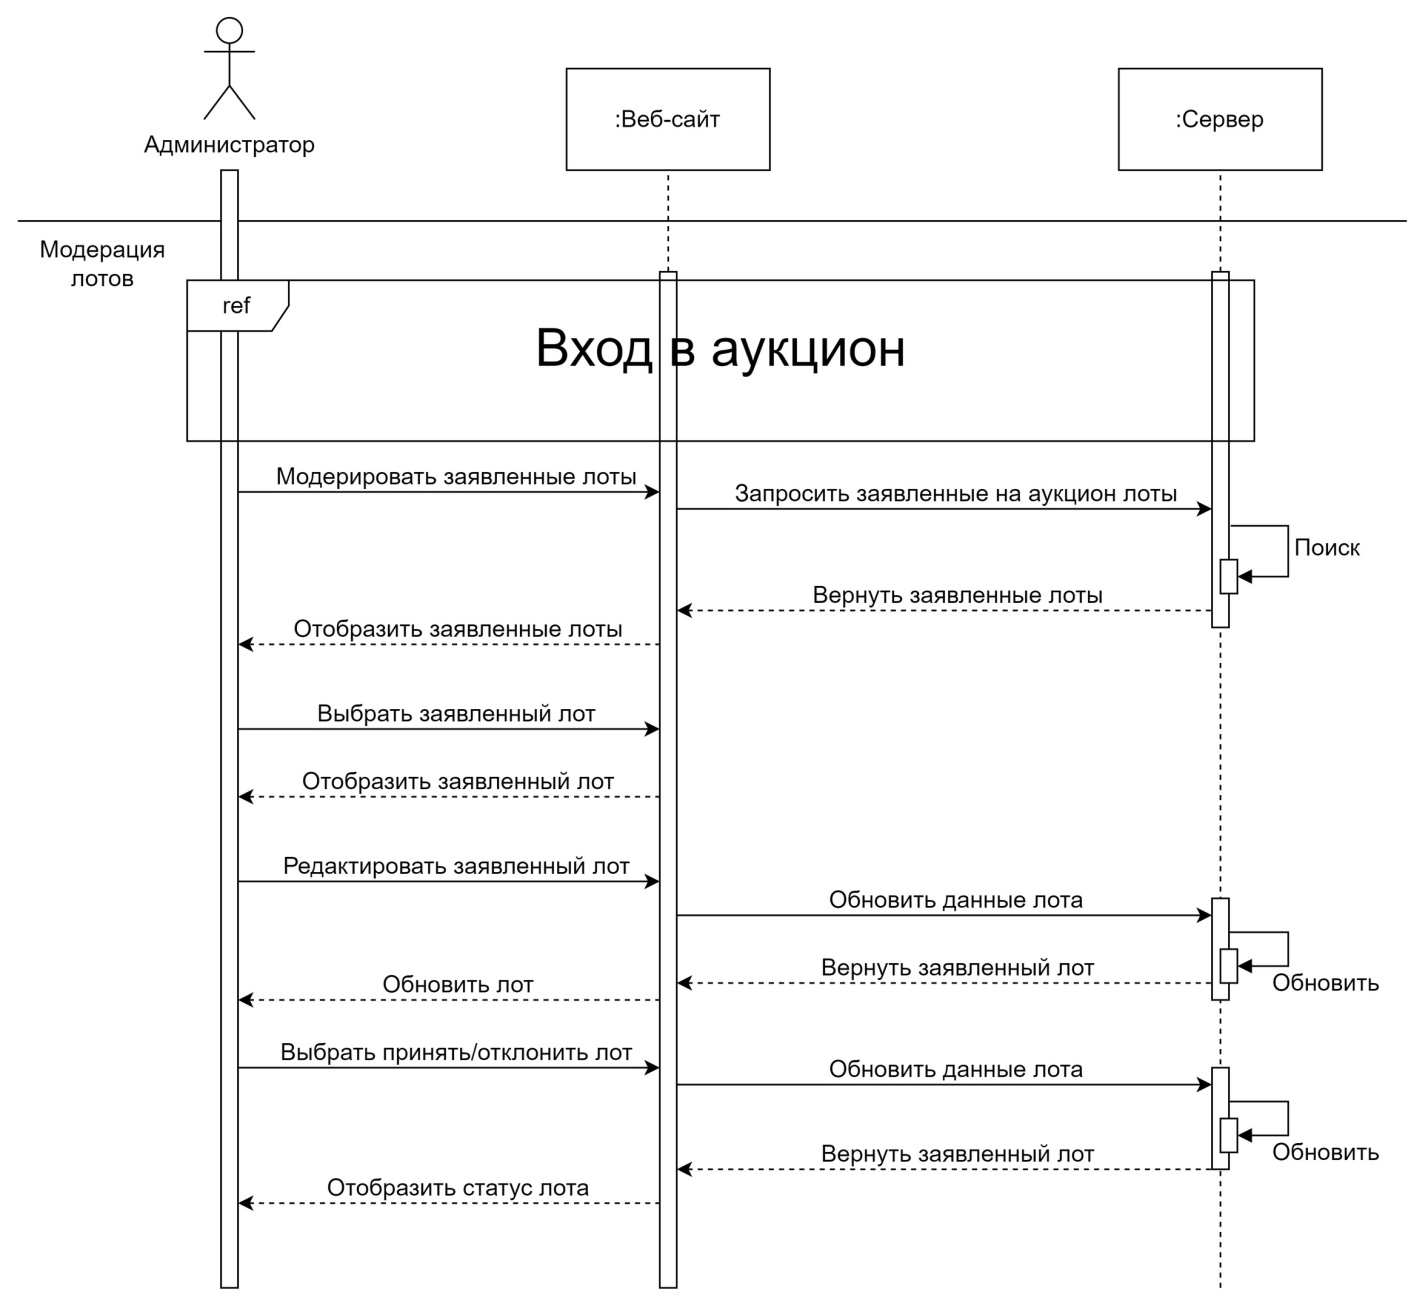 Администратор
:Веб-сайт
:Сервер
Модерация
лотов
ref
Вход в аукцион
Модерировать заявленные лоты
Запросить заявленные на аукцион лоты
Поиск
Вернуть заявленные лоты
Отобразить заявленные лоты
Выбрать заявленный лот
Отобразить заявленный лот
Редактировать заявленный лот
Обновить данные лота
Вернуть заявленный лот
Обновить
Обновить лот
Выбрать принять/отклонить лот
Обновить данные лота
Вернуть заявленный лот
Обновить
Отобразить статус лота